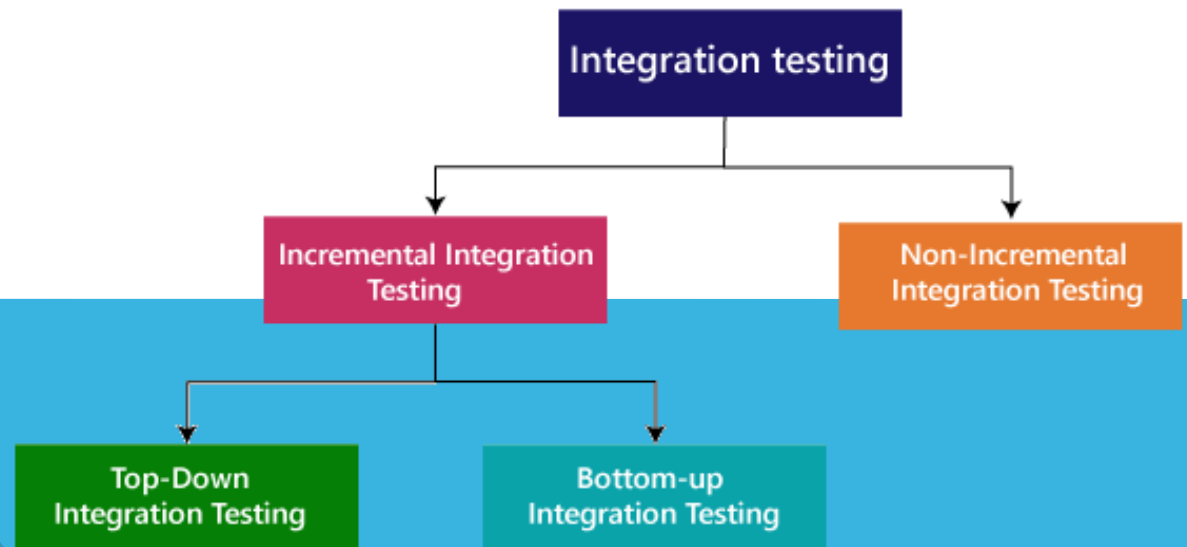 Integration testing
Incremental Integration
Testing
Non-Incremental
Integration Testing
Top-Down
Integration Testing
Bottom-up
Integration Testing